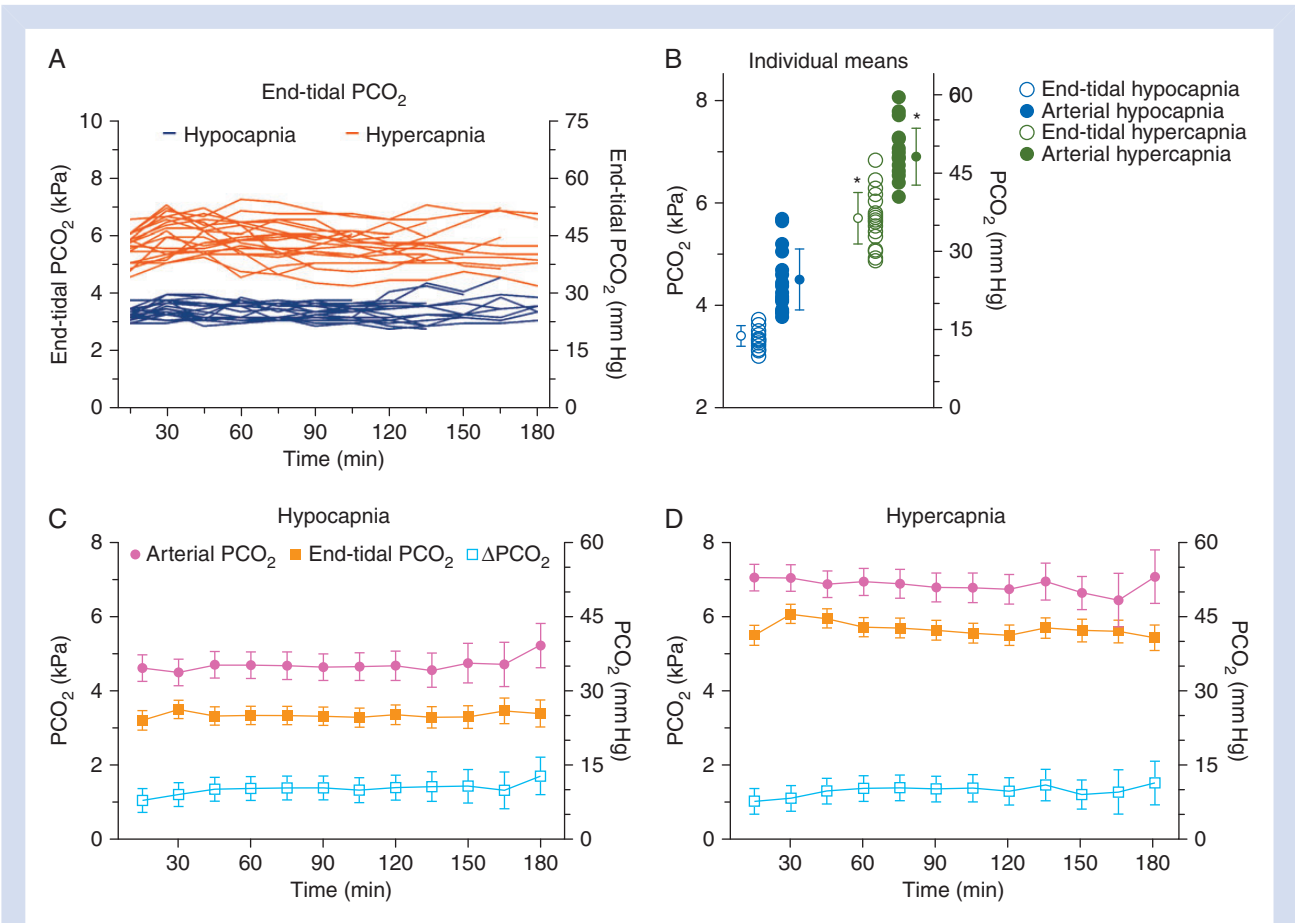 A
End-tidal PCO₂
Hypocapnia
Hypercapnia
10
8
6
4
2
0
End-tidal PCO₂ (kPa)
75
60
45
30
15
0
End-tidal PCO₂ (mm Hg)
30 60 90 120 150 180
Time (min)
B
Individual means
8
6
4
2
PCO₂ (kPa)
60
45
30
15
0
PCO₂ (mm Hg)
*
*
End-tidal hypocapnia
Arterial hypocapnia
End-tidal hypercapnia
Arterial hypercapnia
C
Hypocapnia
Arterial PCO₂
End-tidal PCO₂
ΔPCO₂
8
6
4
2
0
PCO₂ (kPa)
60
45
30
15
0
PCO₂ (mm Hg)
30 60 90 120 150 180
Time (min)
D
Hypercapnia
8
6
4
2
0
PCO₂ (kPa)
60
45
30
15
0
PCO₂ (mm Hg)
30 60 90 120 150 180
Time (min)